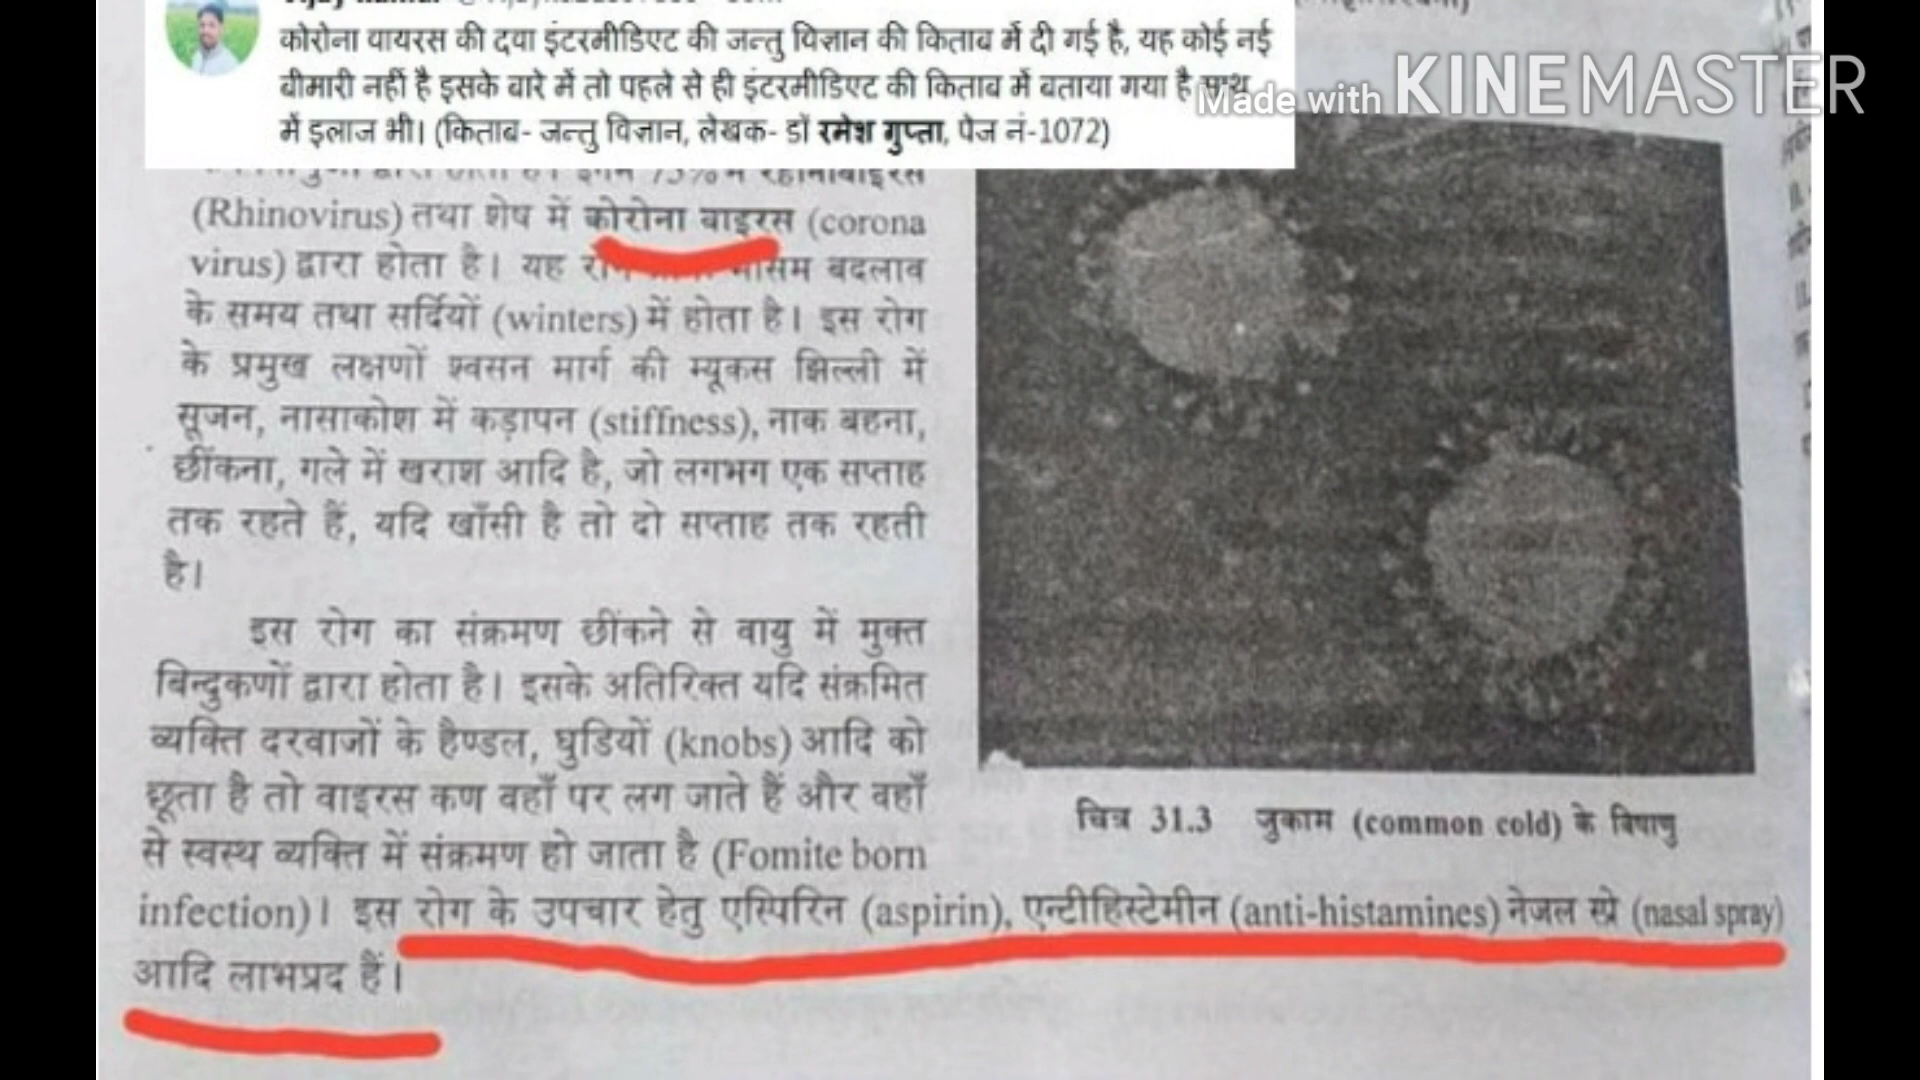 कोरोना वायरस की दवा इंटरमीडिएट की जन्तु विज्ञान की किताब में दी गई है, यह कोई नई
बीमारी नहीं है इसके बारे में तो पहले से ही इंटरमीडिएट की किताब में बताया गया है साथ
Made with KINEMASTER
में इलाज भी। (किताब- जन्तु विज्ञान, लेखक- डॉ रमेश गुप्ता, पेज नं-1072)
(Rhinovirus) तथा शेष में कोरोना वाइरस (corona
virus) द्वारा होता है। यह मौसम बदलाव
के समय तथा सर्दियों (winters) में होता है। इस रोग
के प्रमुख लक्षणों श्वसन मार्ग की म्यूकस झिल्ली में
सूजन, नासाकोश में कड़ापन (stiffness), नाक बहना,
छींकना, गले में खराश आदि है, जो लगभग एक सप्ताह
तक रहते हैं, यदि खाँसी है तो दो सप्ताह तक रहती
है।
इस रोग का संक्रमण छींकने से वायु में मुक्त
बिन्दुकणों द्वारा होता है। इसके अतिरिक्त यदि संक्रमित
व्यक्ति दरवाजों के हैण्डल, घुडियों (knobs) आदि को
छूता है तो वाइरस कण वहाँ पर लग जाते हैं और वहाँ
से स्वस्थ व्यक्ति में संक्रमण हो जाता है (Fomite born
infection)। इस रोग के उपचार हेतु एस्पिरिन (aspirin), एन्टीहिस्टेमीन (anti-histamines) नेजल स्प्रे (nasal spray)
आदि लाभप्रद हैं।
चित्र 31.3 जुकाम (common cold) के विषाणु